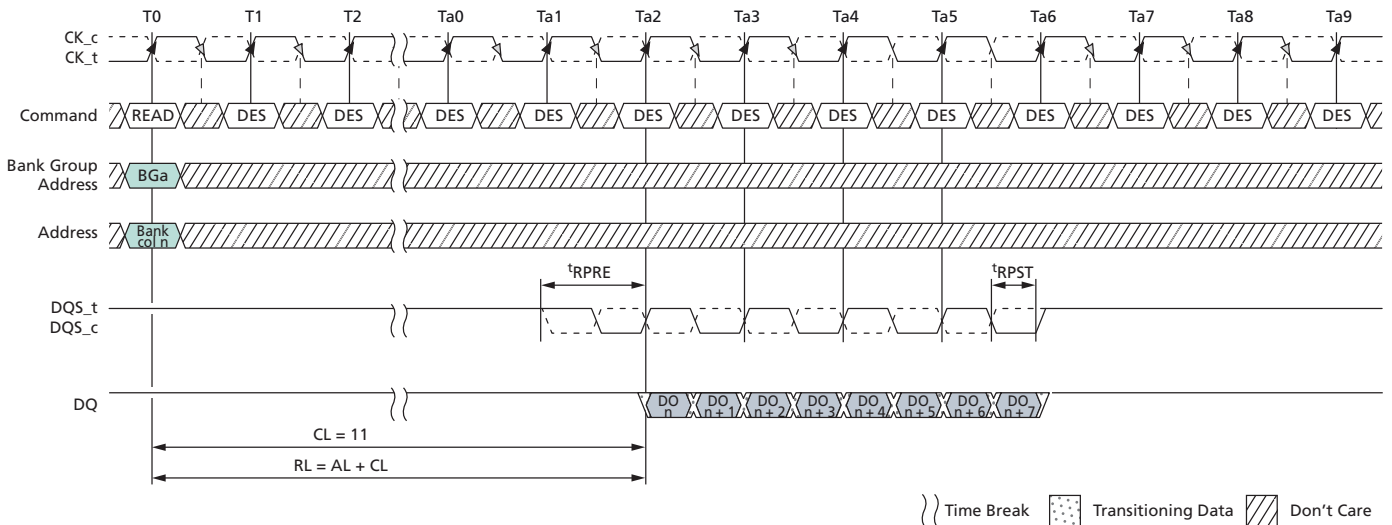 T0 T1 T2 Ta0 Ta1 Ta2 Ta3 Ta4 Ta5 Ta6 Ta7 Ta8 Ta9
CK_c
CK_t
Command READ DES DES DES DES DES DES DES DES DES DES DES DES
Bank Group
Address
BGa
Address
Bank
col n
tRPRE tRPST
DQS_t
DQS_c
DQ
DO DO DO DO DO DO DO DO
n n + 1 n + 2 n + 3 n + 4 n + 5 n + 6 n + 7
CL = 11
RL = AL + CL
Time Break Transitioning Data Don't Care